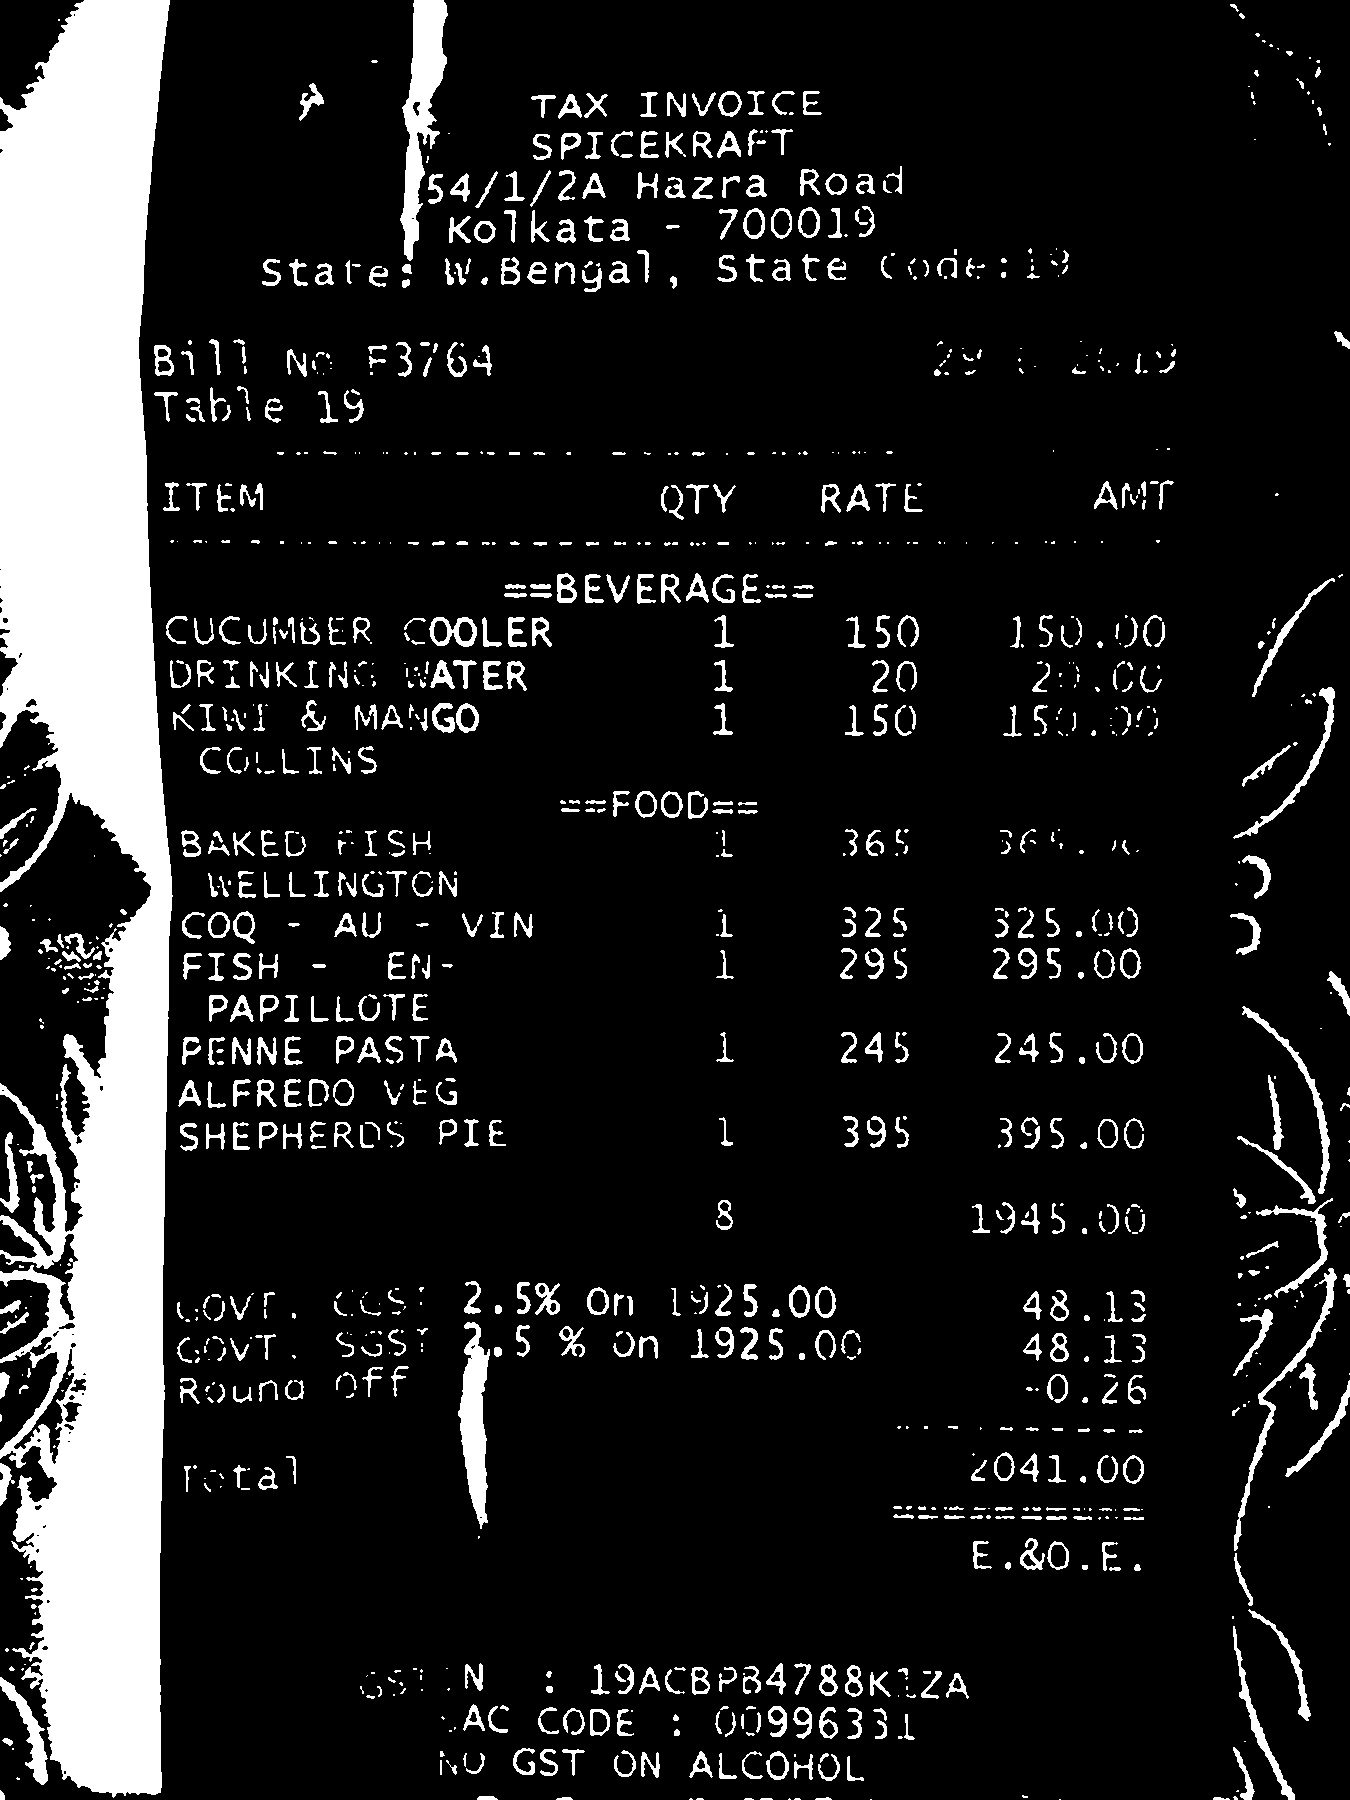 TAX INVOICE
SPICEKRAFT
54/1/2A Hazra Road
Kolkata - 700019
State: W.Bengal, State Code:19
Bill No F3764
Table 19
ITEM QTY RATE AMT
==BEVERAGE==
CUCUMBER COOLER 1 150 150.00
DRINKING WATER 1 20 20.00
KIWI & MANGO 1 150 150.00
COLLINS
==FOOD==
BAKED FISH 1 365 365.00
WELLINGTON
COQ - AU - VIN 1 325 325.00
FISH - EN- 1 295 295.00
PAPILLOTE
PENNE PASTA 1 245 245.00
ALFREDO VEG
SHEPHERDS PIE 1 395 395.00
8 1945.00
GOVT. CGST 2.5% On 1925.00 48.13
GOVT. SGST 2.5 % On 1925.00 48.13
Round Off -0.26
Total 2041.00
==========
E.&O.E.
GSTIN : 19ACBPB4788K1ZA
SAC CODE : 00996331
NO GST ON ALCOHOL